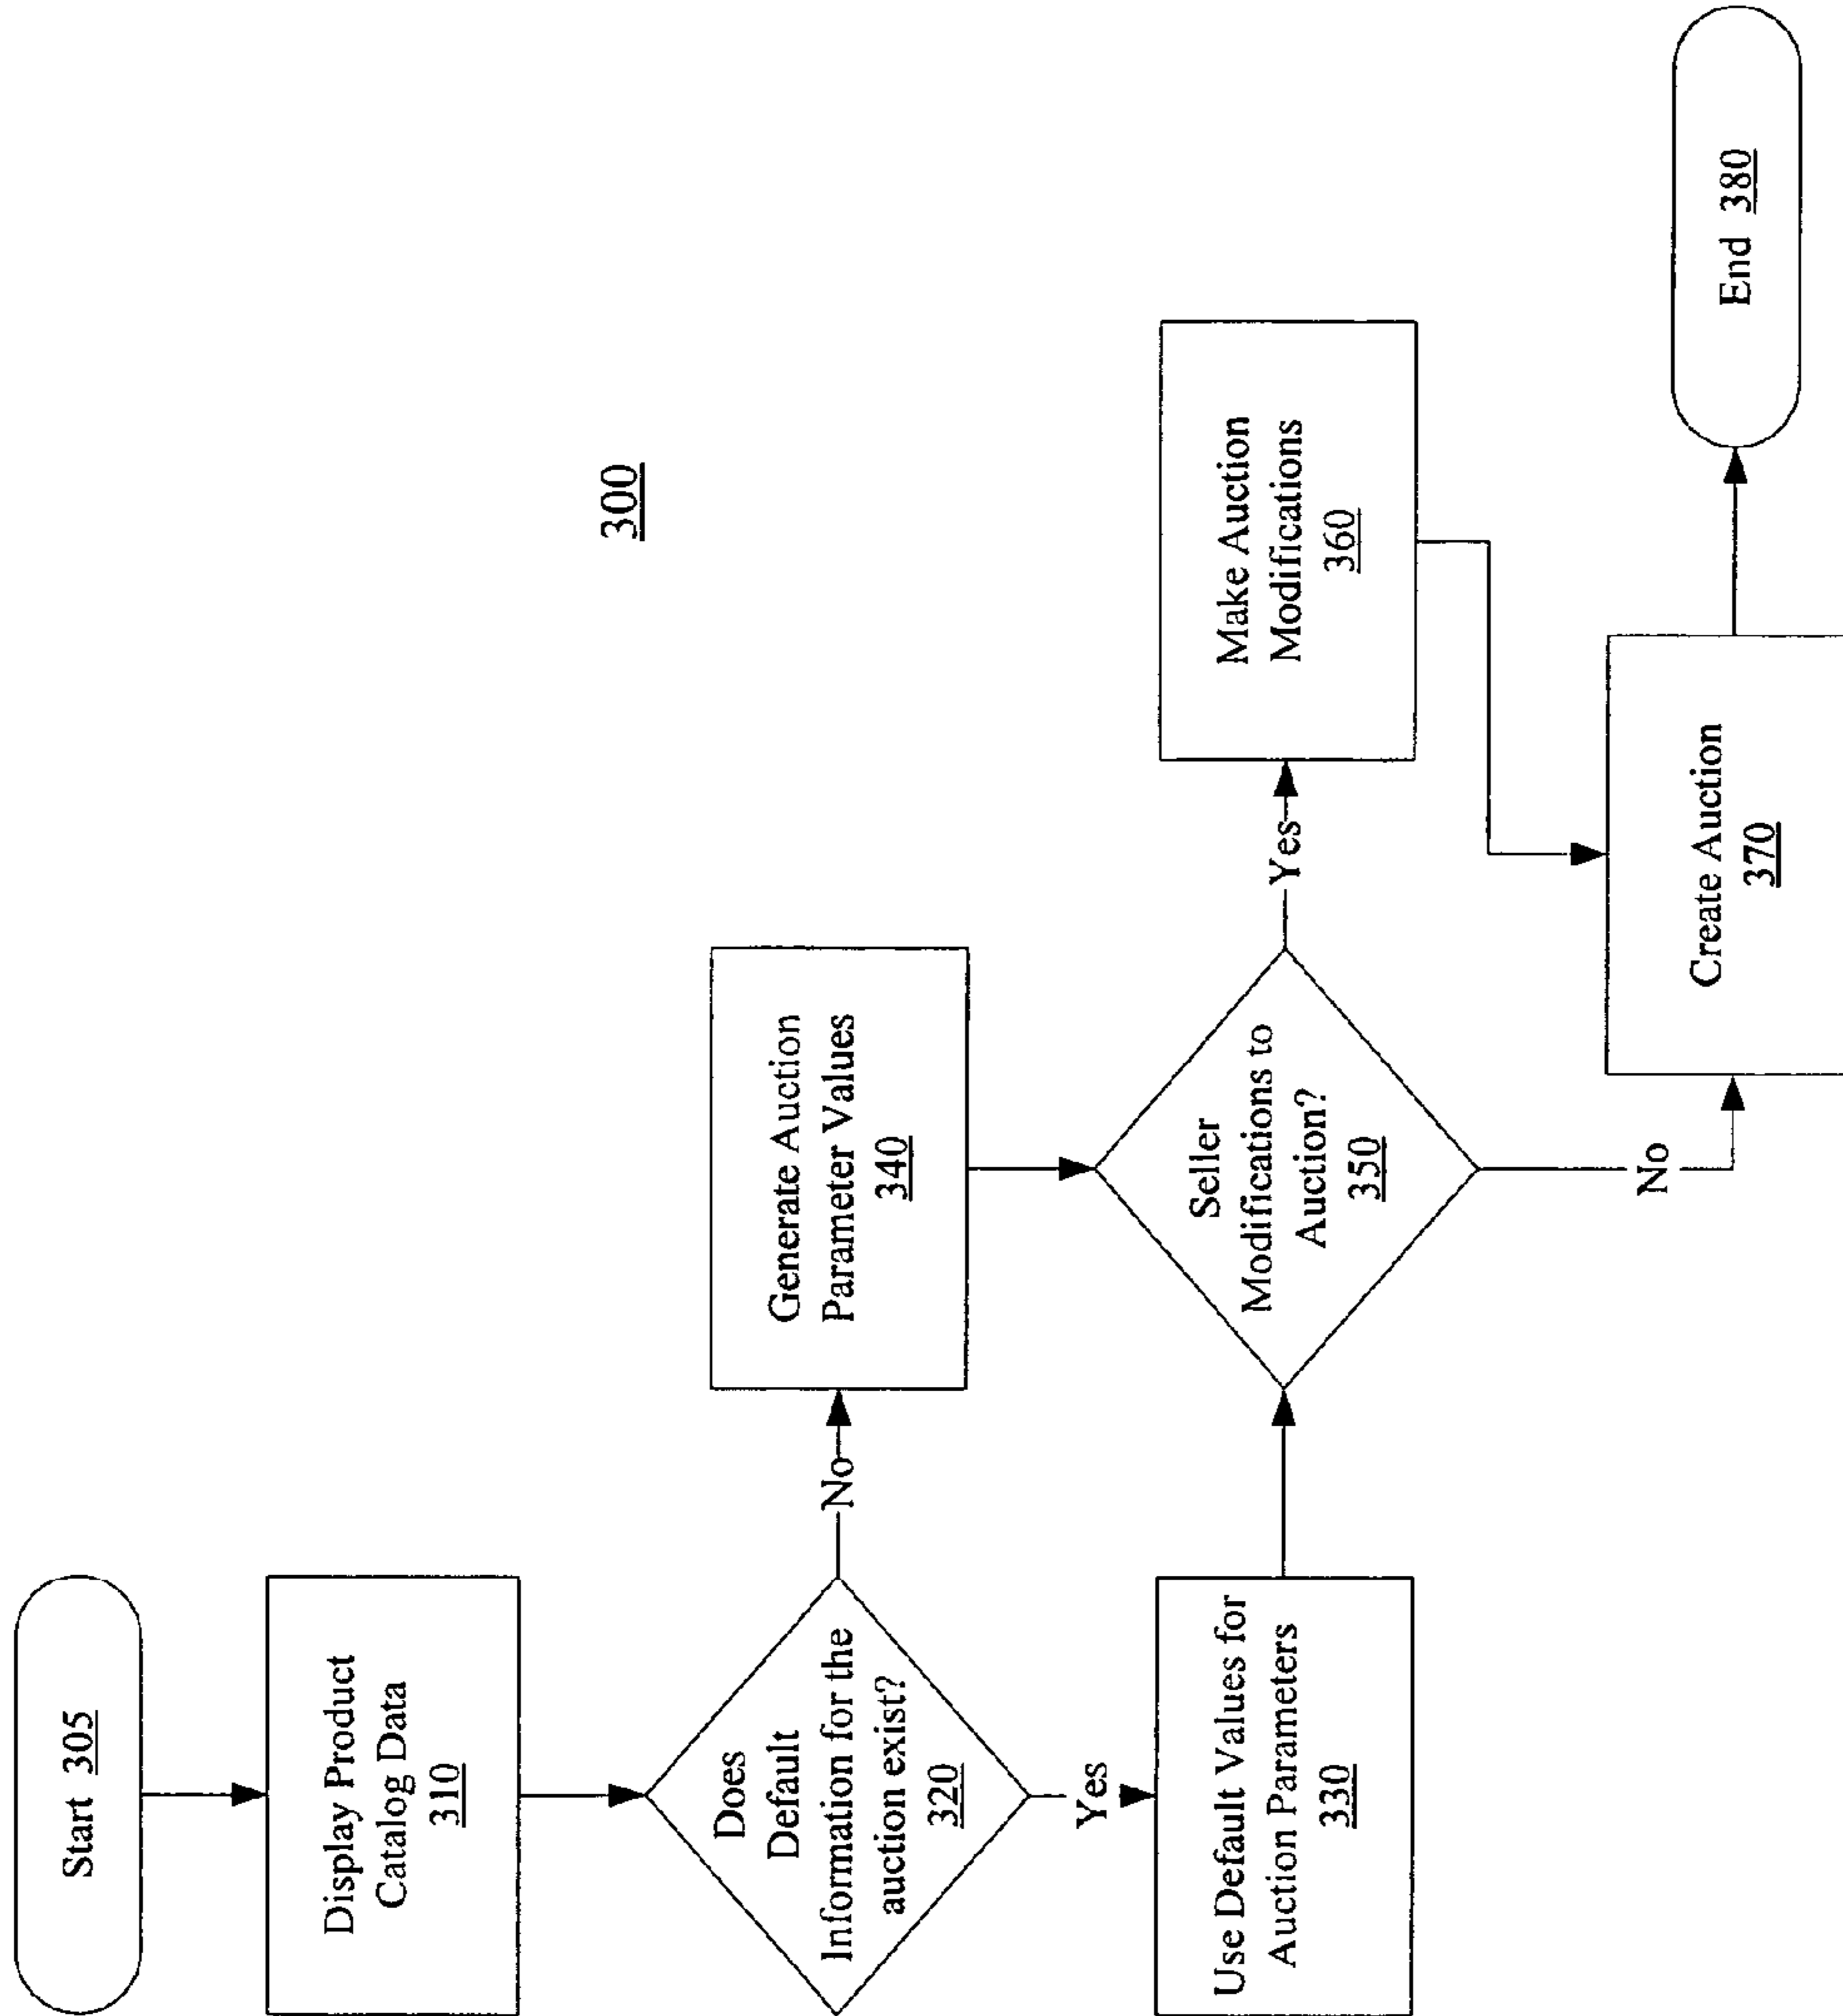 300
Start 305
Display Product
Catalog Data
310
Does
Default
Information for the
auction exist?
320
No
Yes
Generate Auction
Parameter Values
340
Use Default Values for
Auction Parameters
330
Seller
Modifications to
Auction?
350
Yes
No
Make Auction
Modifications
360
Create Auction
370
End 380